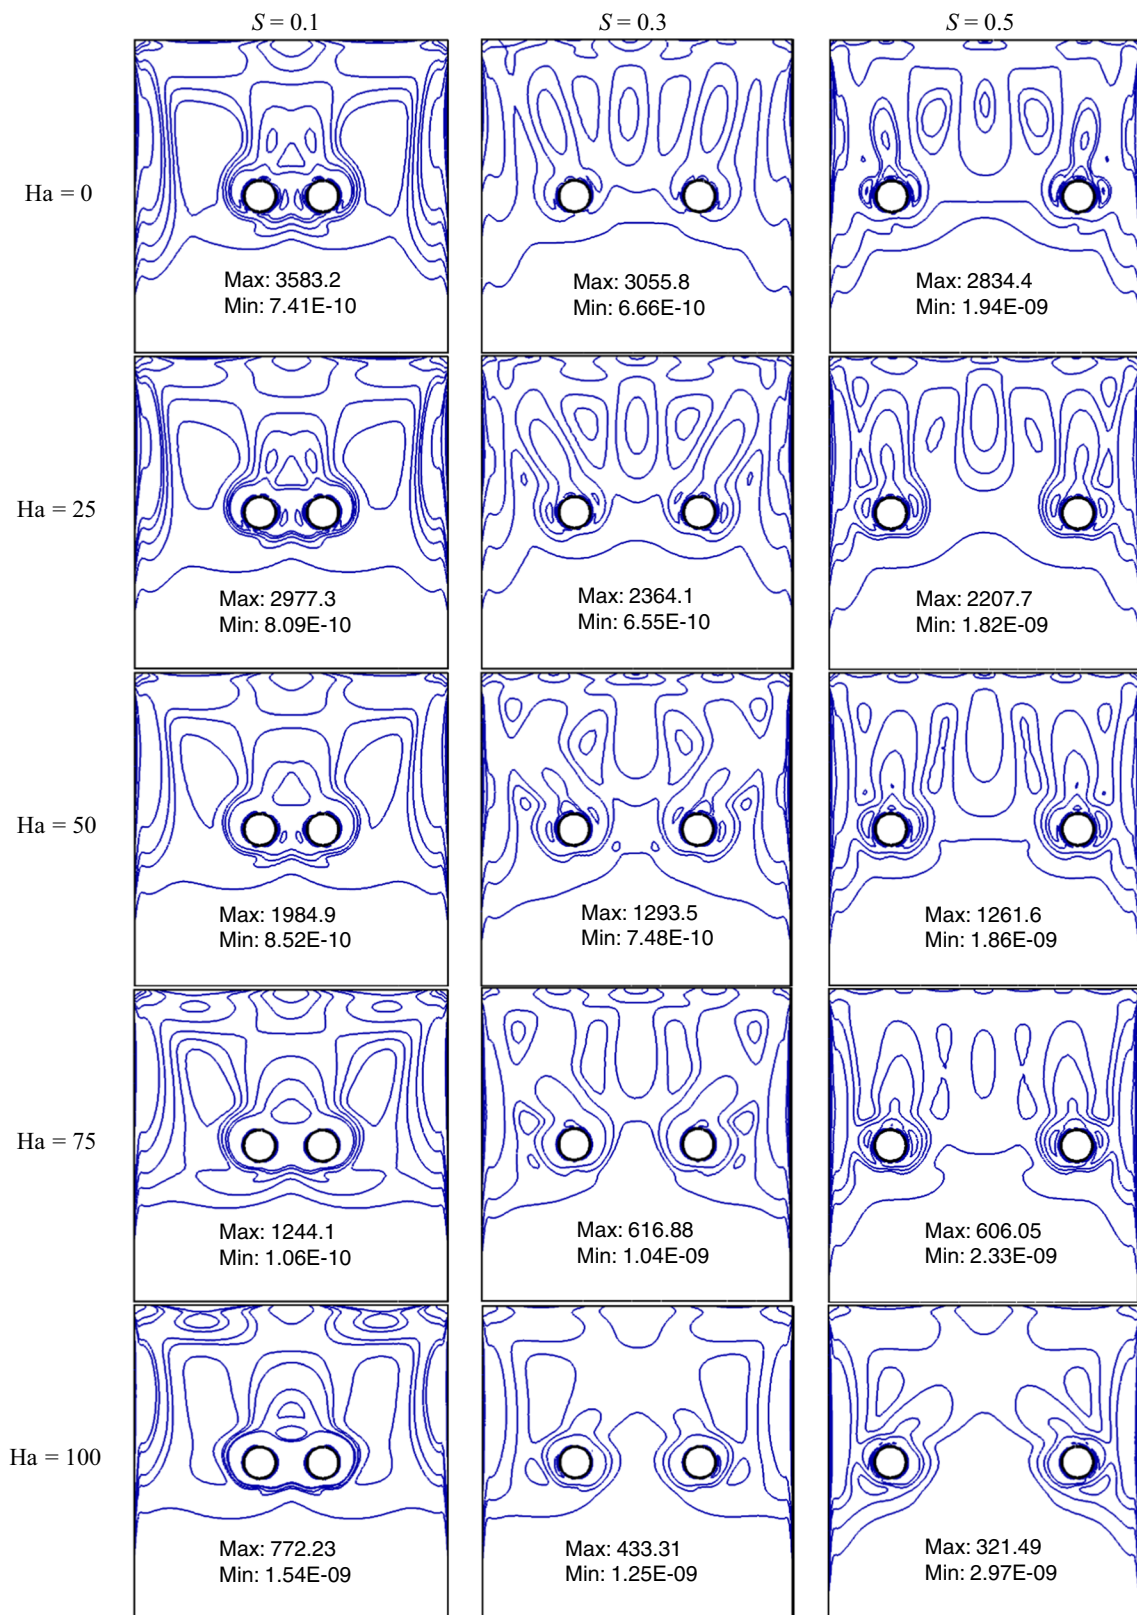 S = 0.1
S = 0.3
S = 0.5
Ha = 0
Max: 3583.2
Min: 7.41E-10
Max: 3055.8
Min: 6.66E-10
Max: 2834.4
Min: 1.94E-09
Ha = 25
Max: 2977.3
Min: 8.09E-10
Max: 2364.1
Min: 6.55E-10
Max: 2207.7
Min: 1.82E-09
Ha = 50
Max: 1984.9
Min: 8.52E-10
Max: 1293.5
Min: 7.48E-10
Max: 1261.6
Min: 1.86E-09
Ha = 75
Max: 1244.1
Min: 1.06E-10
Max: 616.88
Min: 1.04E-09
Max: 606.05
Min: 2.33E-09
Ha = 100
Max: 772.23
Min: 1.54E-09
Max: 433.31
Min: 1.25E-09
Max: 321.49
Min: 2.97E-09